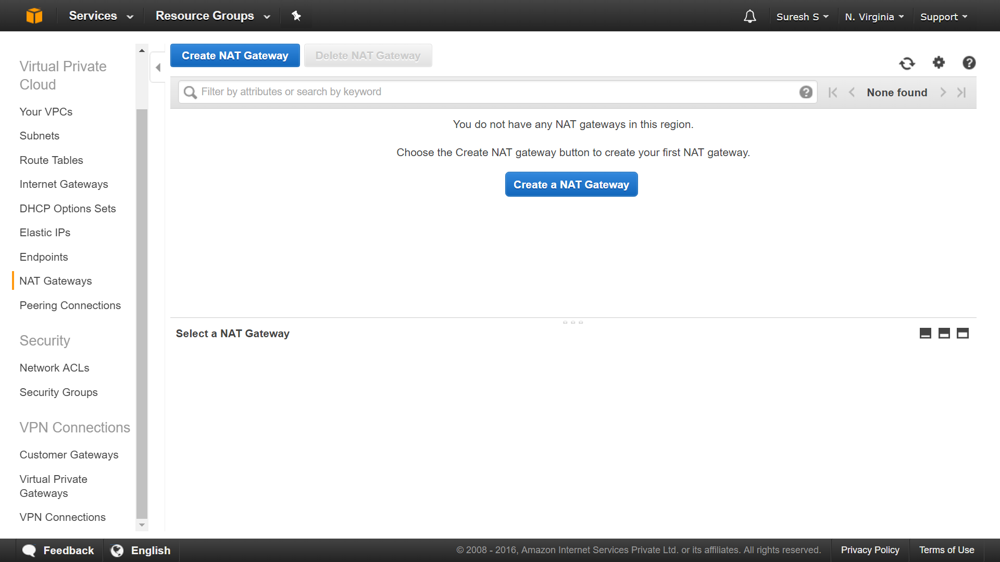 Services
Resource Groups
Suresh S
N. Virginia
Support
Virtual Private
Cloud
Your VPCs
Subnets
Route Tables
Internet Gateways
DHCP Options Sets
Elastic IPs
Endpoints
NAT Gateways
Peering Connections
Security
Network ACLs
Security Groups
VPN Connections
Customer Gateways
Virtual Private
Gateways
VPN Connections
Create NAT Gateway
Delete NAT Gateway
Filter by attributes or search by keyword
None found
You do not have any NAT gateways in this region.
Choose the Create NAT gateway button to create your first NAT gateway.
Create a NAT Gateway
Select a NAT Gateway
Feedback
English
© 2008 - 2016, Amazon Internet Services Private Ltd. or its affiliates. All rights reserved.
Privacy Policy
Terms of Use